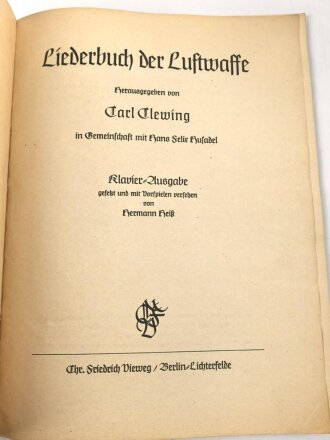 Liederbuch der Luftwaffe
Herausgegeben von
Carl Clewing
in Gemeinschaft mit Hans Felix Husadel
Klavier-Ausgabe
gesetzt und mit Vorspielen versehen
von
Hermann Heiß
Chr. Friedrich Vieweg / Berlin-Lichterfelde